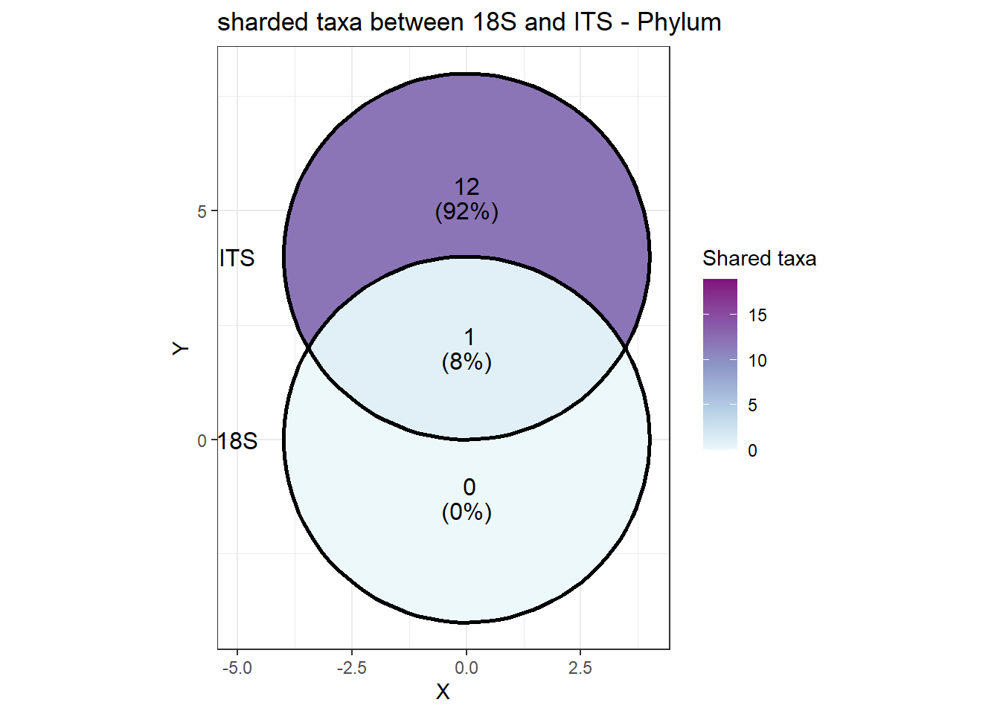 sharded taxa between 18S and ITS - Phylum
12
(92%)
5
ITS
1
(8%)
Y
0
18S
0
(0%)
-5.0
-2.5
0.0
2.5
X
Shared taxa
15
10
5
0